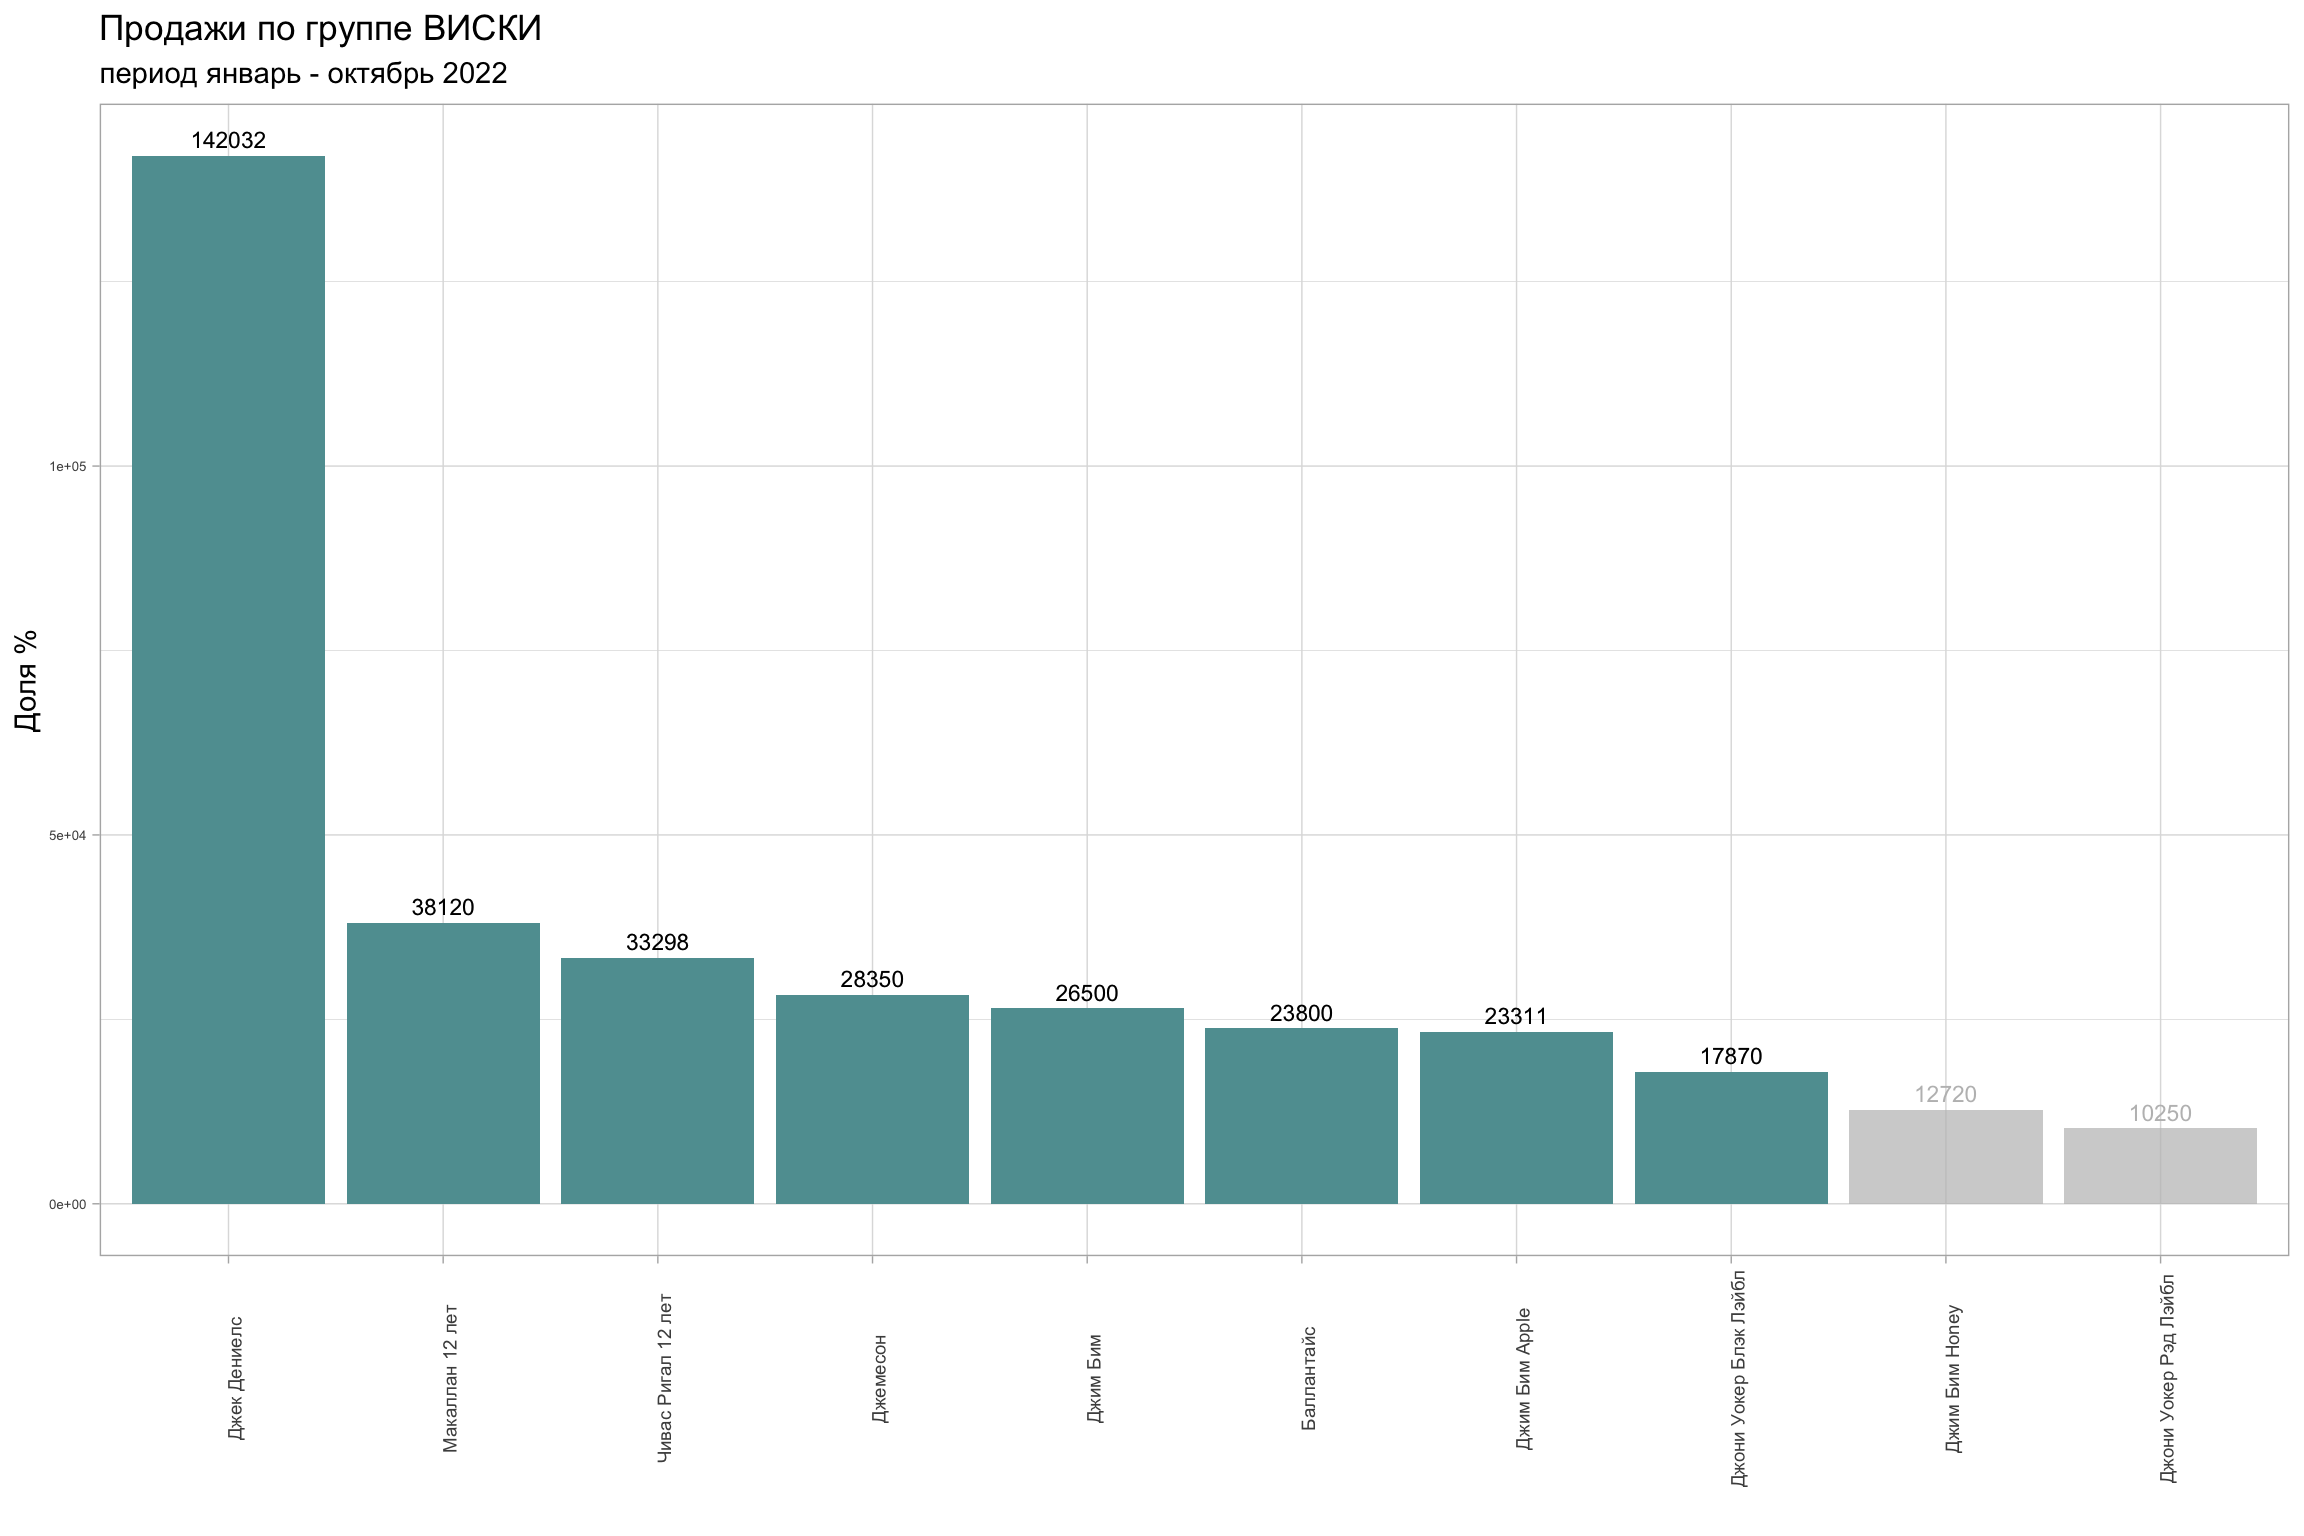 Продажи по группе ВИСКИ
период январь - октябрь 2022
Доля %
1e+05
5e+04
0e+00
142032
38120
33298
28350
26500
23800
23311
17870
12720
10250
Джек Дениелс
Макаллан 12 лет
Чивас Ригал 12 лет
Джемесон
Джим Бим
Баллантайс
Джим Бим Apple
Джони Уокер Блэк Лэйбл
Джим Бим Honey
Джони Уокер Рэд Лэйбл